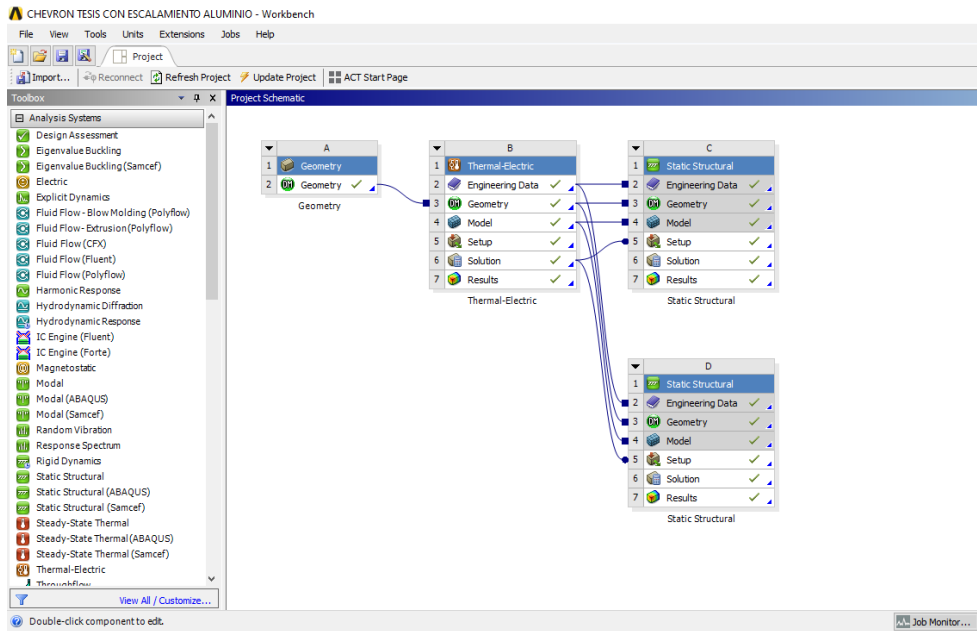 CHEVRON TESIS CON ESCALAMIENTO ALUMINIO - Workbench
File View Tools Units Extensions Jobs Help
Project
Import... Reconnect Refresh Project Update Project ACT Start Page
Toolbox
Project Schematic
Analysis Systems
Design Assessment
Eigenvalue Buckling
Eigenvalue Buckling (Samcef)
Electric
Explicit Dynamics
Fluid Flow - Blow Molding (Polyflow)
Fluid Flow - Extrusion (Polyflow)
Fluid Flow (CFX)
Fluid Flow (Fluent)
Fluid Flow (Polyflow)
Harmonic Response
Hydrodynamic Diffraction
Hydrodynamic Response
IC Engine (Fluent)
IC Engine (Forte)
Magnetostatic
Modal
Modal (ABAQUS)
Modal (Samcef)
Random Vibration
Response Spectrum
Rigid Dynamics
Static Structural
Static Structural (ABAQUS)
Static Structural (Samcef)
Steady-State Thermal
Steady-State Thermal (ABAQUS)
Steady-State Thermal (Samcef)
Thermal-Electric
Throughflow
View All / Customize...
A
1 Geometry
2 DM Geometry
Geometry
B
1 Thermal-Electric
2 Engineering Data
3 DM Geometry
4 Model
5 Setup
6 Solution
7 Results
Thermal-Electric
C
1 Static Structural
2 Engineering Data
3 DM Geometry
4 Model
5 Setup
6 Solution
7 Results
Static Structural
D
1 Static Structural
2 Engineering Data
3 DM Geometry
4 Model
5 Setup
6 Solution
7 Results
Static Structural
Double-click component to edit.
Job Monitor...